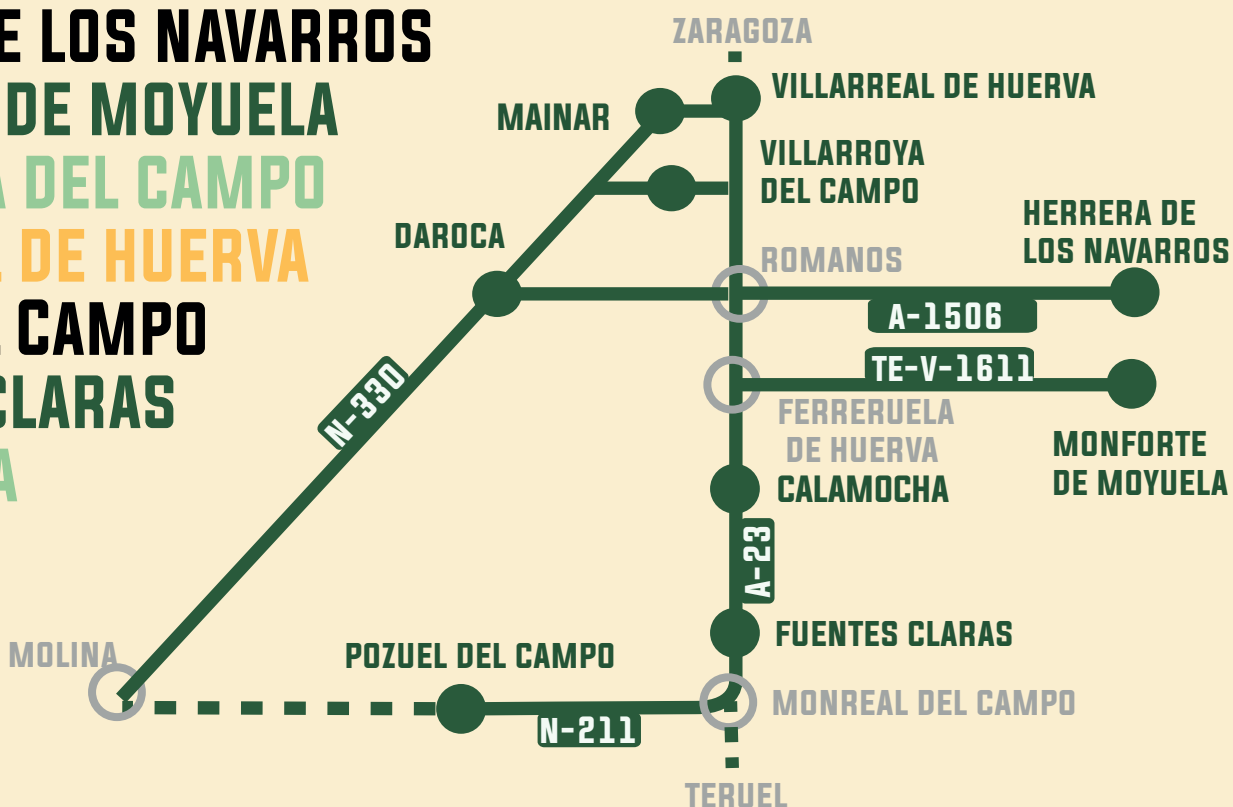 E LOS NAVARROS
DE MOYUELA
A DEL CAMPO
DE HUERVA
CAMPO
CLARAS
A
ZARAGOZA
VILLARREAL DE HUERVA
MAINAR
VILLARROYA
DEL CAMPO
HERRERA DE
LOS NAVARROS
DAROCA
ROMANOS
A-1506
TE-V-1611
N-330
FERRERUELA
DE HUERVA
MONFORTE
DE MOYUELA
CALAMOCHA
A-23
FUENTES CLARAS
MOLINA
POZUEL DEL CAMPO
MONREAL DEL CAMPO
N-211
TERUEL